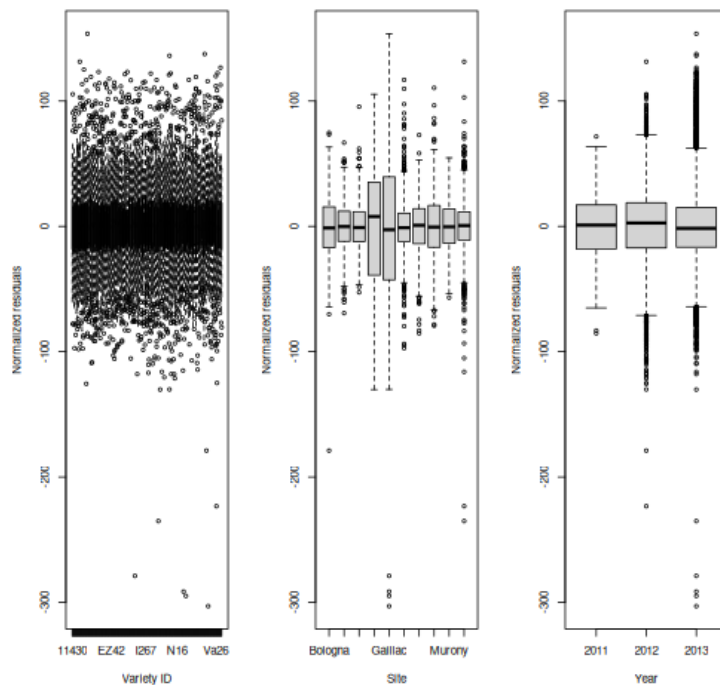 Normalized residuals
100
0
-100
-200
-300
11430 EZ42 I267 N16 Va26
Variety ID
Normalized residuals
100
0
-100
-200
-300
Bologna Gaillac Murony
Site
Normalized residuals
100
0
-100
-200
-300
2011 2012 2013
Year